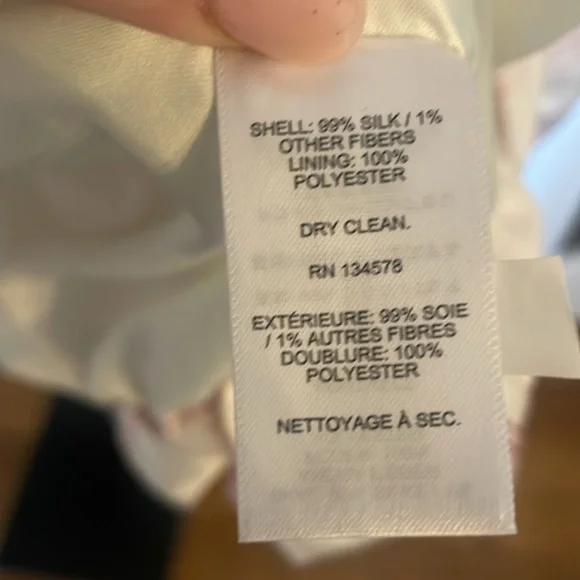 SHELL: 99% SILK / 1%
OTHER FIBERS
LINING: 100%
POLYESTER
DRY CLEAN.
RN 134578
EXTÉRIEURE: 99% SOIE
/ 1% AUTRES FIBRES
DOUBLURE: 100%
POLYESTER
NETTOYAGE À SEC.